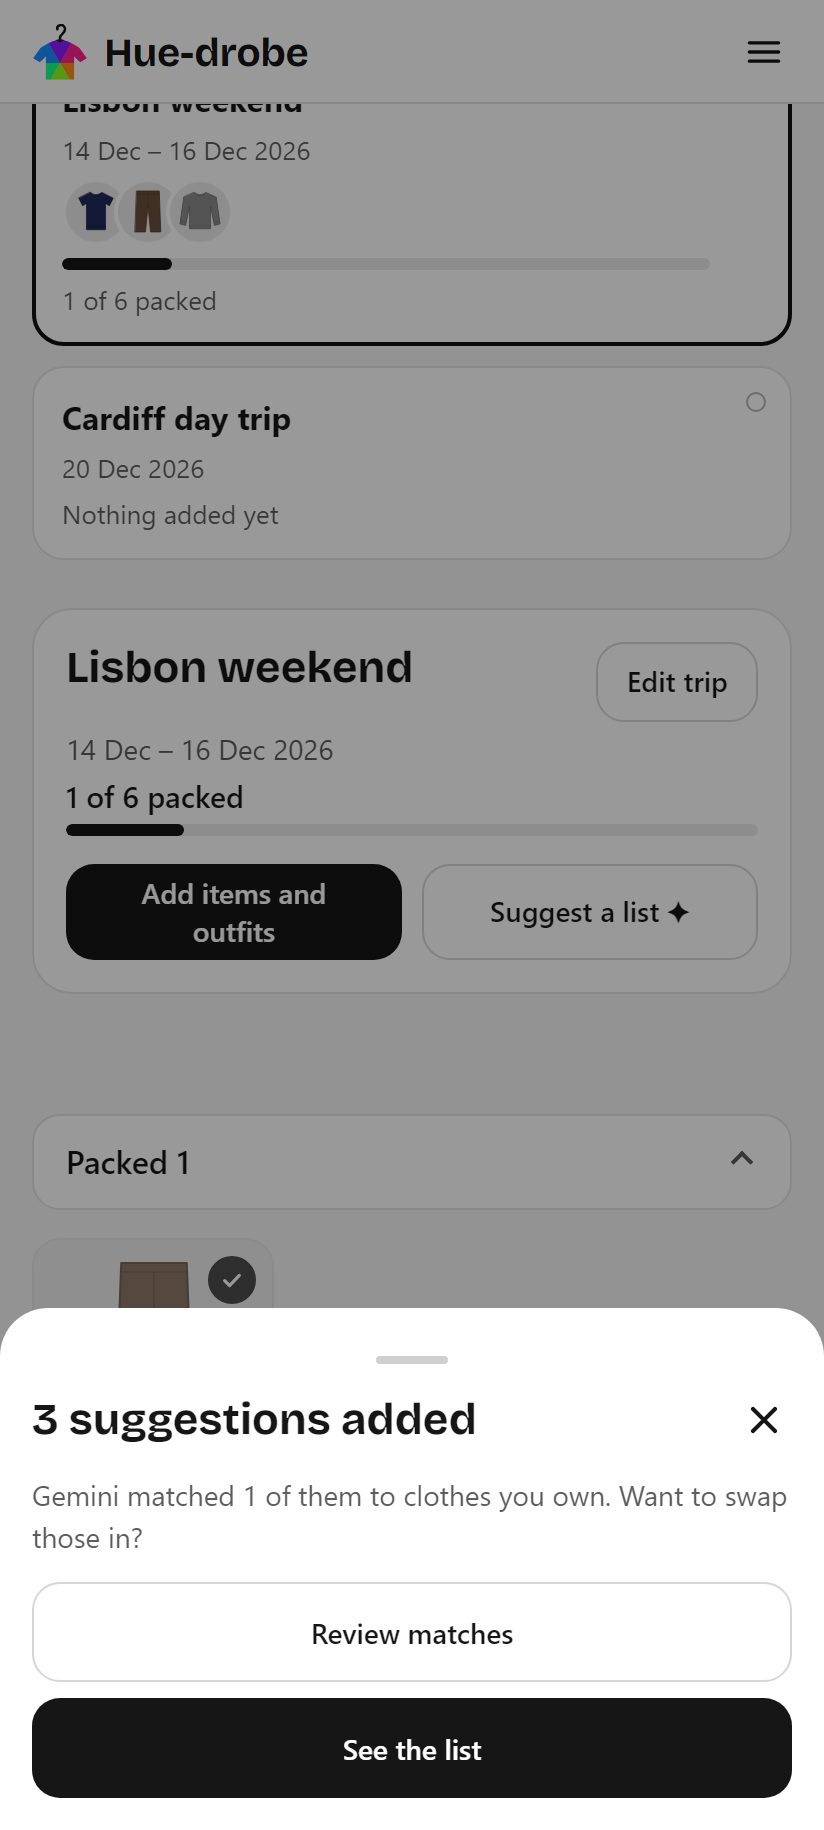 Hue-drobe
Lisbon weekend
14 Dec – 16 Dec 2026
1 of 6 packed
Cardiff day trip
20 Dec 2026
Nothing added yet
Lisbon weekend
Edit trip
14 Dec – 16 Dec 2026
1 of 6 packed
Add items and
outfits
Suggest a list ✦
Packed 1
3 suggestions added
Gemini matched 1 of them to clothes you own. Want to swap
those in?
Review matches
See the list